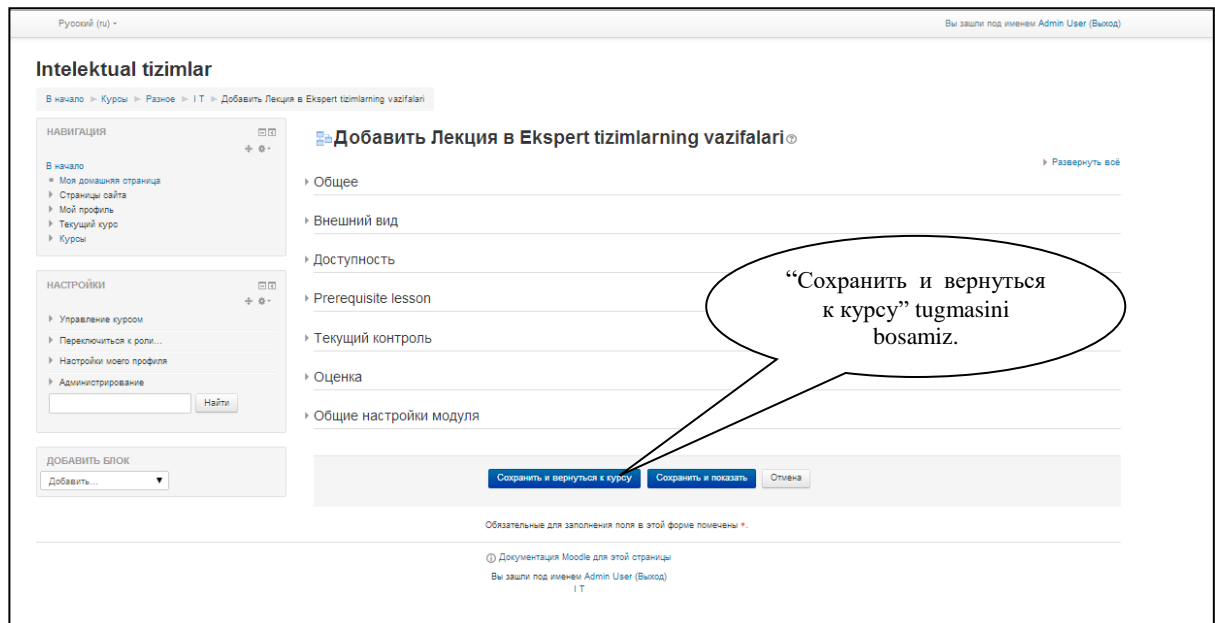 Русский (ru)
Вы зашли под именем Admin User (Выход)
Intelektual tizimlar
В начало ► Курсы ► Разное ► I T ► Добавить Лекция в Ekspert tizimlarning vazifalari
НАВИГАЦИЯ
В начало
Моя домашняя страница
Страницы сайта
Мой профиль
Текущий курс
Курсы
НАСТРОЙКИ
Управление курсом
Переключиться к роли...
Настройки моего профиля
Администрирование
Найти
ДОБАВИТЬ БЛОК
Добавить...
Добавить Лекция в Ekspert tizimlarning vazifalari
Развернуть всё
Общее
Внешний вид
Доступность
Prerequisite lesson
Текущий контроль
Оценка
Общие настройки модуля
“Сохранить и вернуться
к курсу” tugmasini
bosamiz.
Сохранить и вернуться к курсу
Сохранить и показать
Отмена
Обязательные для заполнения поля в этой форме помечены *.
Документация Moodle для этой страницы
Вы зашли под именем Admin User (Выход)
I T